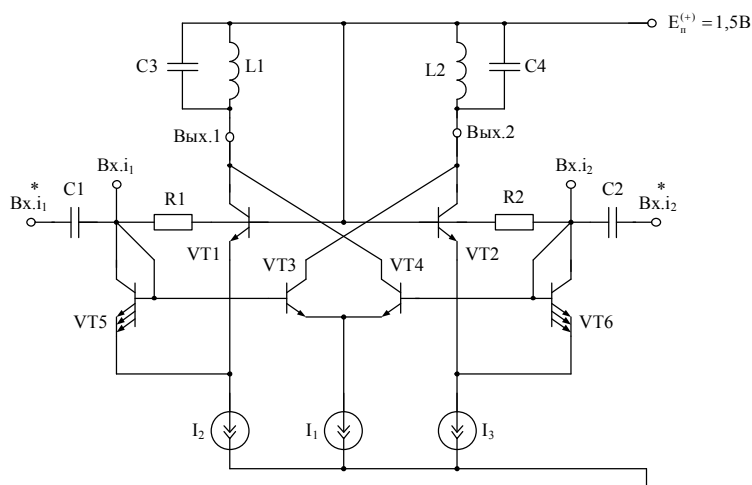 E_п^(+) = 1,5В
C3
L1
L2
C4
Вых.1
Вых.2
Вх.i₁
Вх.i₂
*
*
C1
R1
R2
C2
Вх.i₁
Вх.i₂
VT1
VT2
VT3
VT4
VT5
VT6
I₂
I₁
I₃